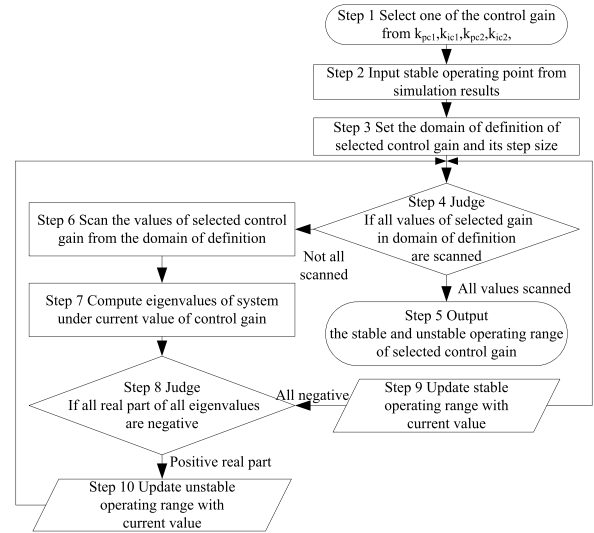 Step 1 Select one of the control gain
from kpc1,kic1,kpc2,kic2,
Step 2 Input stable operating point from
simulation results
Step 3 Set the domain of definition of
selected control gain and its step size
Step 4 Judge
If all values of selected gain
in domain of definition
are scanned
Not all
scanned
All values scanned
Step 5 Output
the stable and unstable operating range
of selected control gain
Step 6 Scan the values of selected control
gain from the domain of definition
Step 7 Compute eigenvalues of system
under current value of control gain
Step 8 Judge
If all real part of all eigenvalues
are negative
All negative
Step 9 Update stable
operating range with
current value
Positive real part
Step 10 Update unstable
operating range with
current value